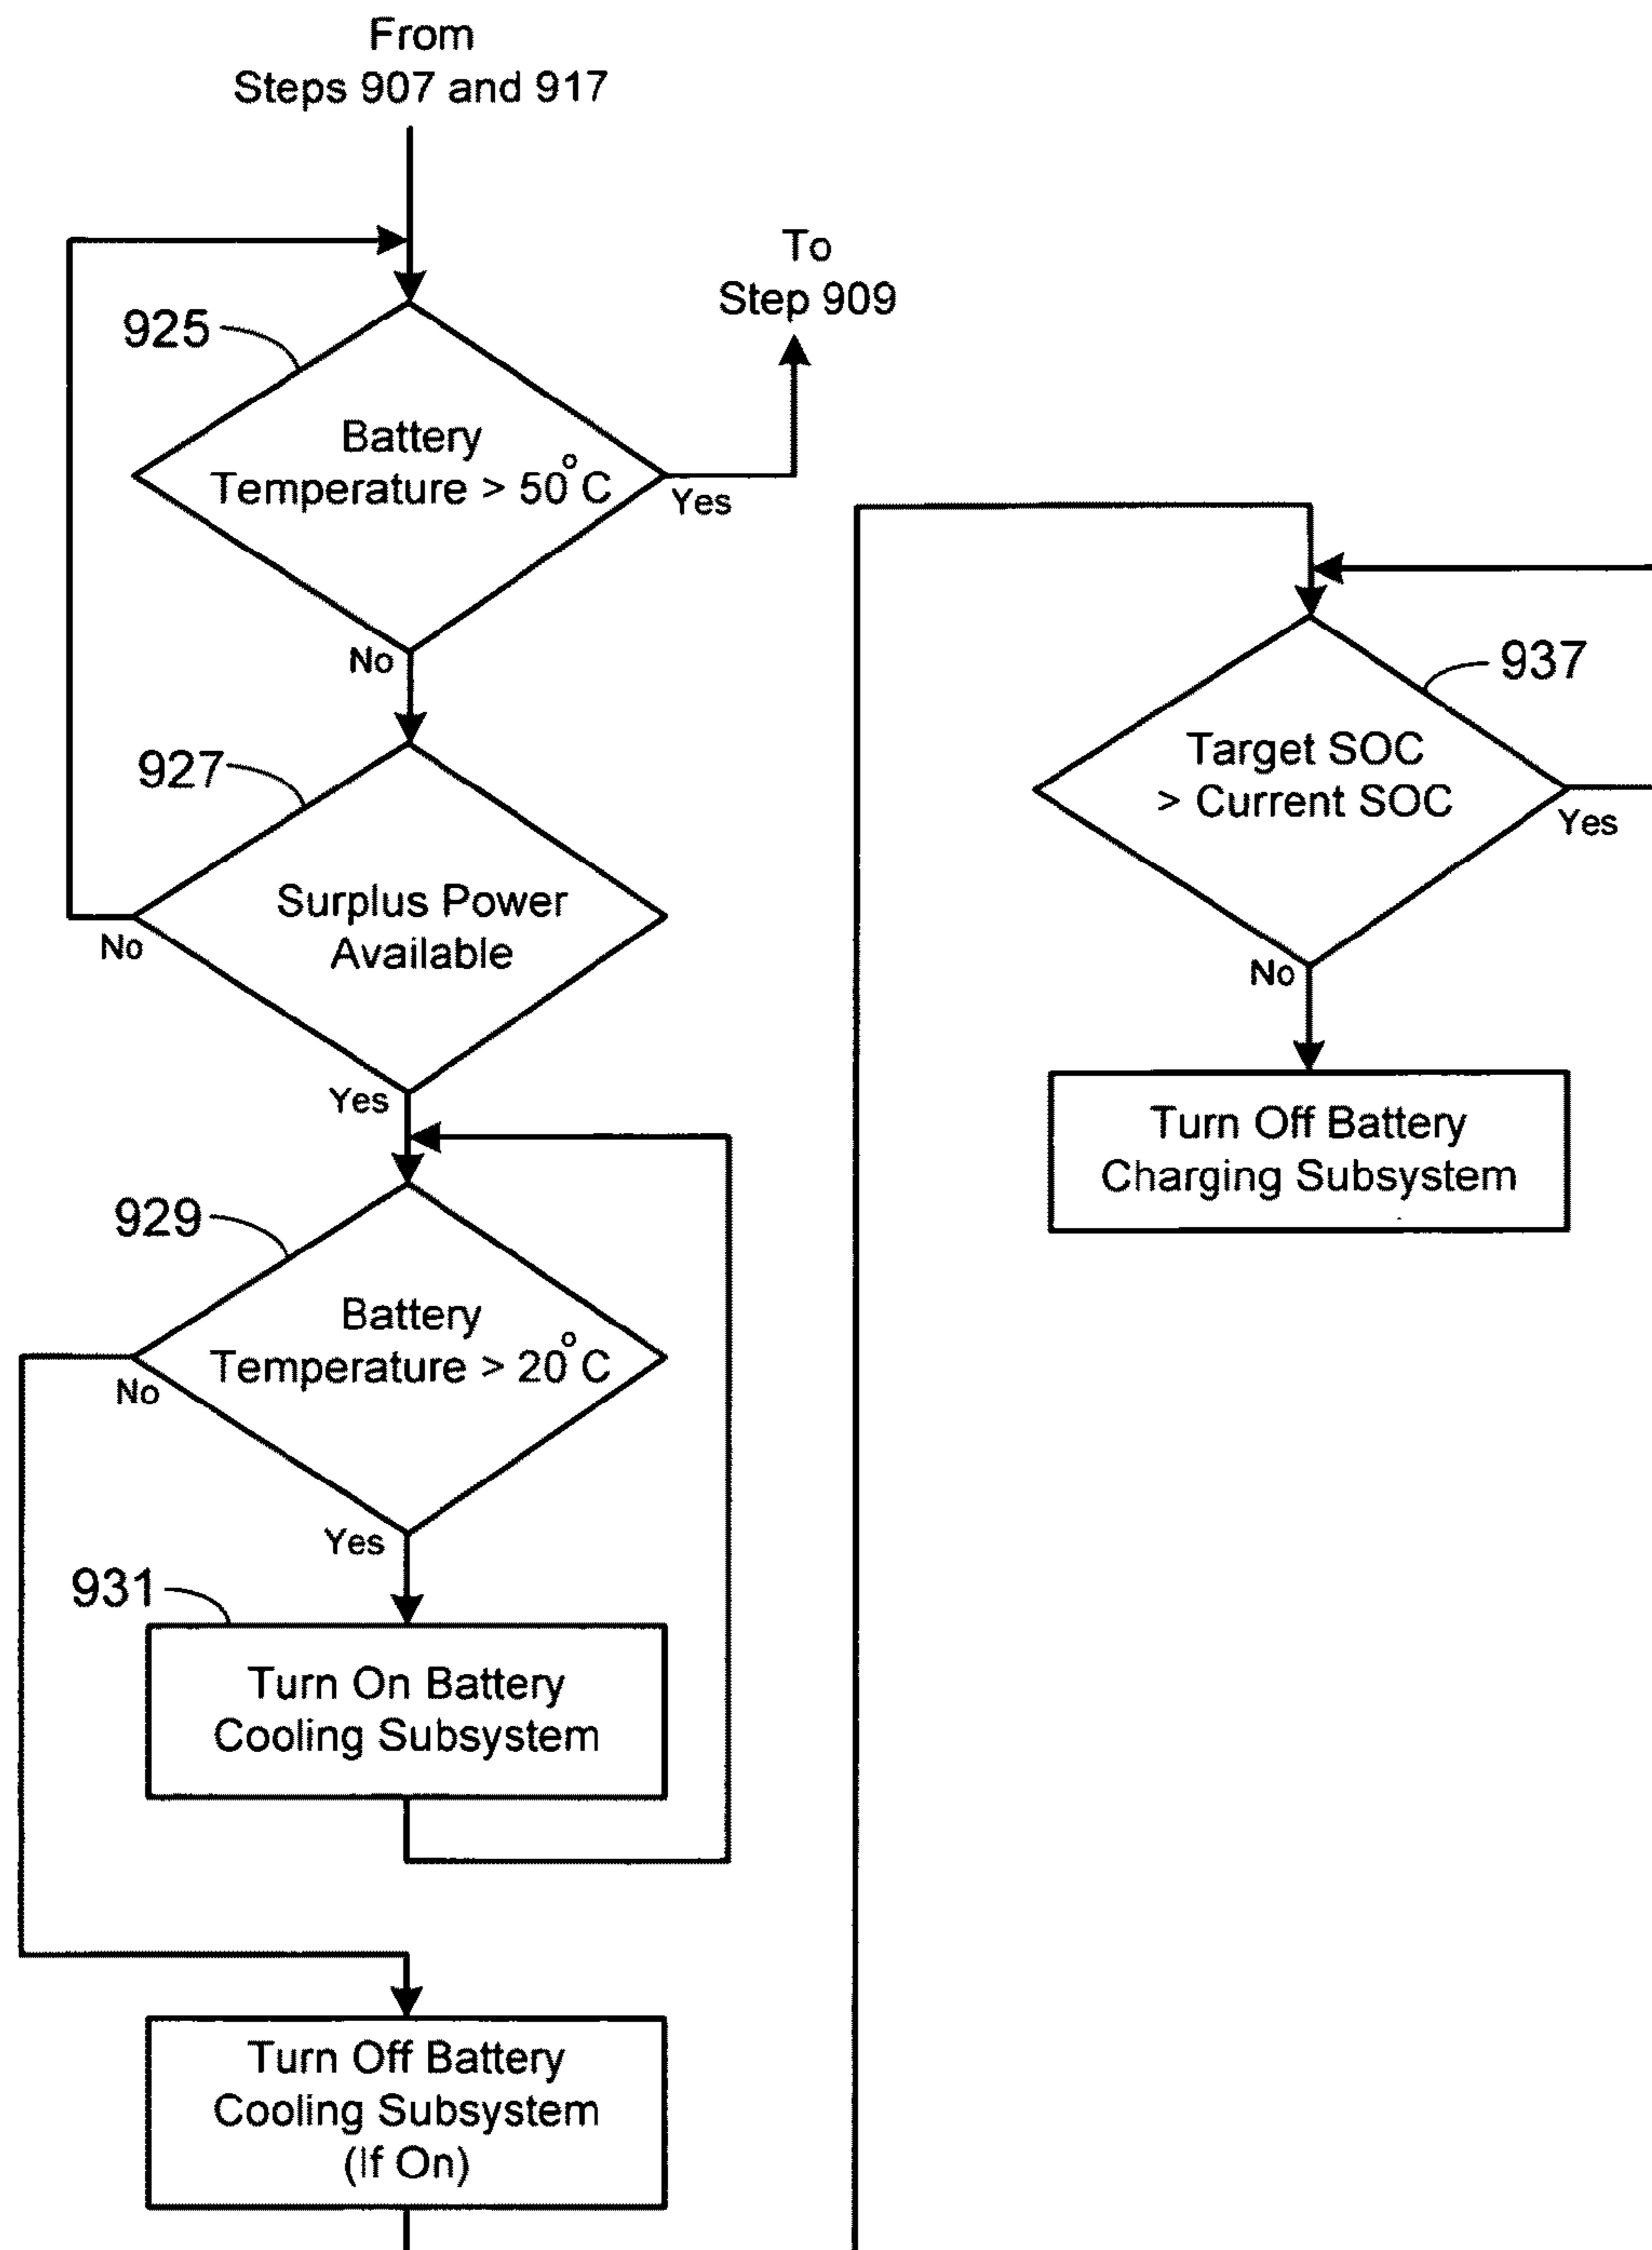 From
Steps 907 and 917
To
Step 909
925
Battery
Temperature > 50°C
Yes
No
927
Surplus Power
Available
No
Yes
929
Battery
Temperature > 20°C
No
Yes
931
Turn On Battery
Cooling Subsystem
Turn Off Battery
Cooling Subsystem
(If On)
937
Target SOC
> Current SOC
Yes
No
Turn Off Battery
Charging Subsystem